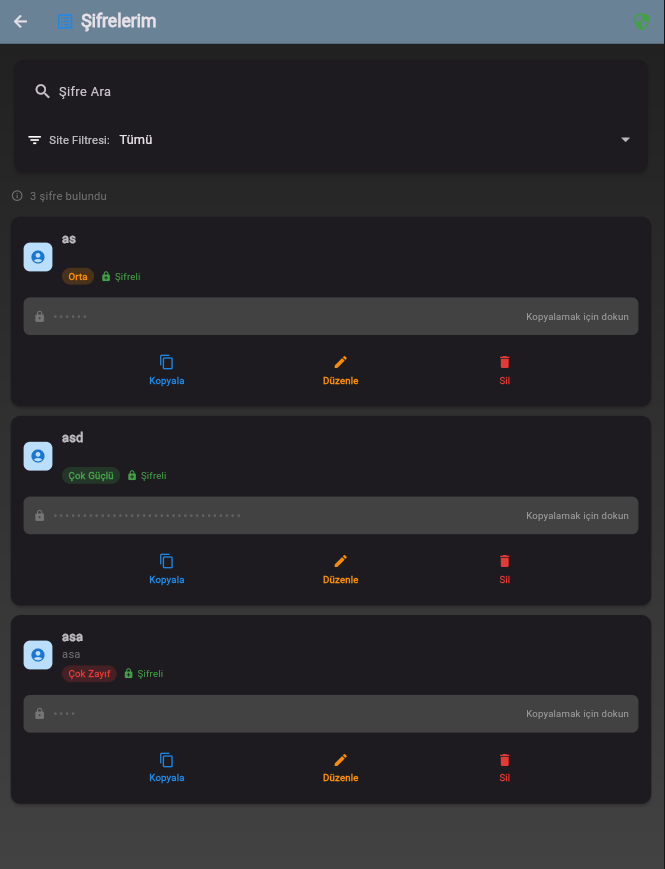 Şifrelerim
Şifre Ara
Site Filtresi: Tümü
3 şifre bulundu
as
Orta Şifreli
•••••• Kopyalamak için dokun
Kopyala Düzenle Sil
asd
Çok Güçlü Şifreli
•••••••••••••••••••••••••••••••• Kopyalamak için dokun
Kopyala Düzenle Sil
asa
asa
Çok Zayıf Şifreli
•••• Kopyalamak için dokun
Kopyala Düzenle Sil